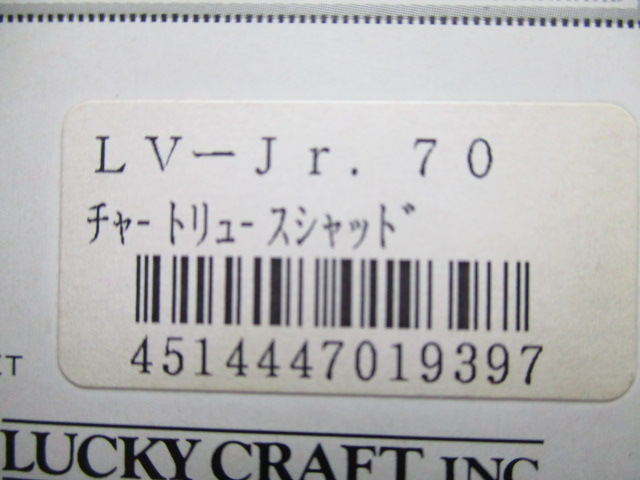 LV－Jr. 70
ﾁｬｰﾄﾘｭｰｽｼｬｯﾄﾞ
4514447019397
LUCKY CRAFT INC